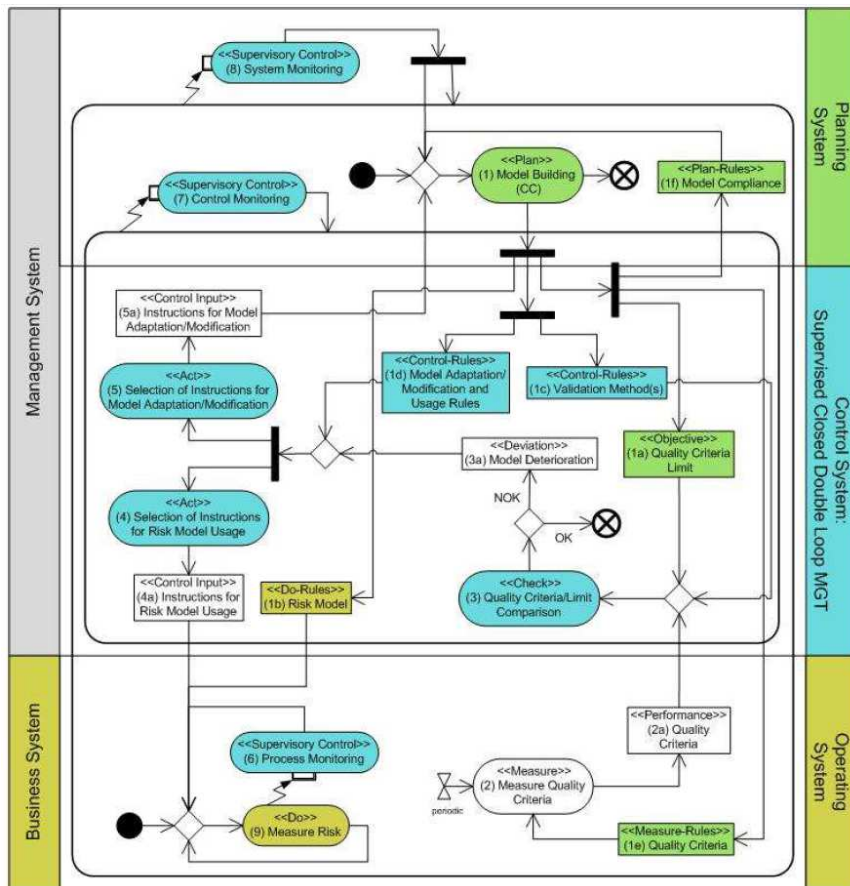 <<Supervisory Control>>
(8) System Monitoring
Planning
System
<<Supervisory Control>>
(7) Control Monitoring
<<Plan>>
(1) Model Building
(CC)
<<Plan-Rules>>
(1f) Model Compliance
Management System
<<Control Input>>
(5a) Instructions for Model
Adaptation/Modification
<<Act>>
(5) Selection of Instructions for
Model Adaptation/Modification
<<Control-Rules>>
(1d) Model Adaptation/
Modification and
Usage Rules
<<Control-Rules>>
(1c) Validation Method(s)
Control System:
Supervised Closed Double Loop MGT
<<Deviation>>
(3a) Model Deterioration
<<Objective>>
(1a) Quality Criteria
Limit
NOK
OK
<<Act>>
(4) Selection of Instructions
for Risk Model Usage
<<Control Input>>
(4a) Instructions for
Risk Model Usage
<<Do-Rules>>
(1b) Risk Model
<<Check>>
(3) Quality Criteria/Limit
Comparison
Business System
<<Supervisory Control>>
(6) Process Monitoring
<<Performance>>
(2a) Quality
Criteria
Operating
System
<<Measure>>
(2) Measure Quality
Criteria
periodic
<<Do>>
(9) Measure Risk
<<Measure-Rules>>
(1e) Quality Criteria